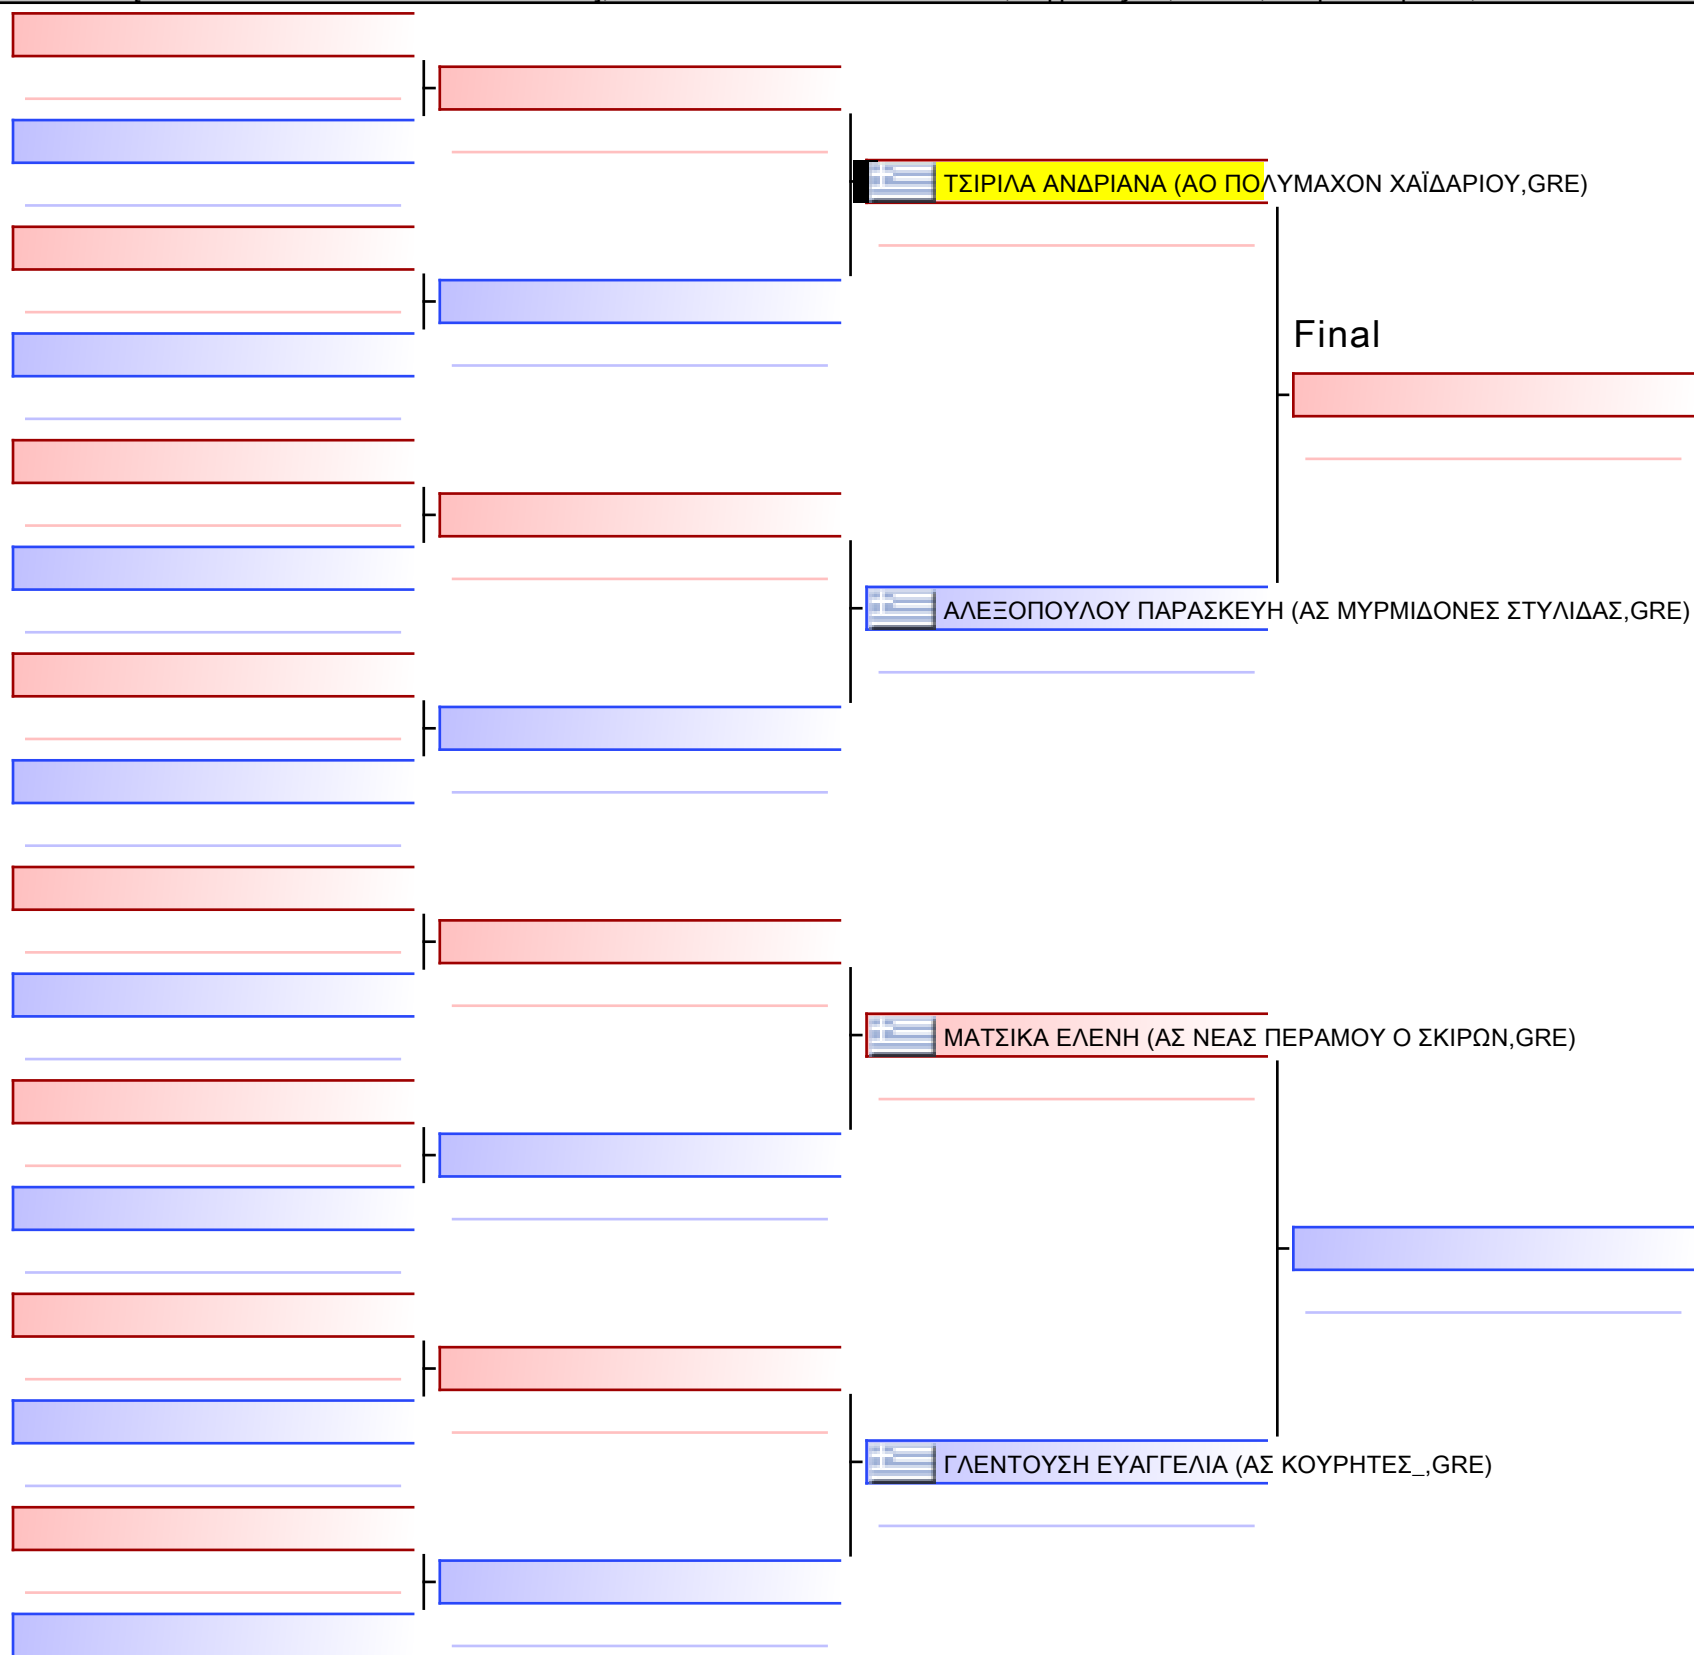 ΤΣΙΡΙΛΑ ΑΝΔΡΙΑΝΑ (ΑΟ ΠΟΛΥΜΑΧΟΝ ΧΑΪΔΑΡΙΟΥ,GRE)
Final
ΑΛΕΞΟΠΟΥΛΟΥ ΠΑΡΑΣΚΕΥΗ (ΑΣ ΜΥΡΜΙΔΟΝΕΣ ΣΤΥΛΙΔΑΣ,GRE)
ΜΑΤΣΙΚΑ ΕΛΕΝΗ (ΑΣ ΝΕΑΣ ΠΕΡΑΜΟΥ Ο ΣΚΙΡΩΝ,GRE)
ΓΛΕΝΤΟΥΣΗ ΕΥΑΓΓΕΛΙΑ (ΑΣ ΚΟΥΡΗΤΕΣ_,GRE)